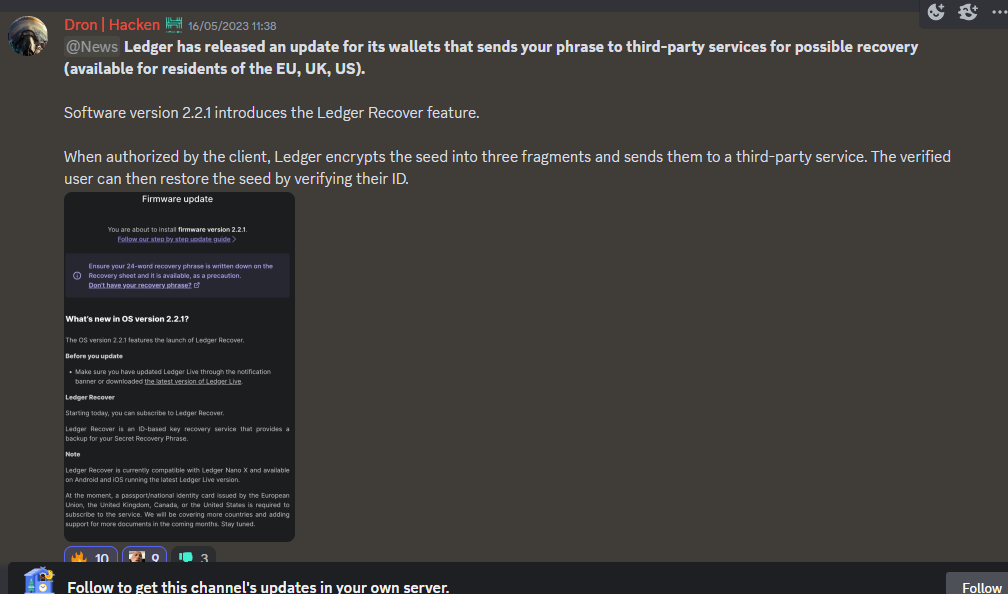 Dron | Hacken 16/05/2023 11:38
@News Ledger has released an update for its wallets that sends your phrase to third-party services for possible recovery
(available for residents of the EU, UK, US).
Software version 2.2.1 introduces the Ledger Recover feature.
When authorized by the client, Ledger encrypts the seed into three fragments and sends them to a third-party service. The verified
user can then restore the seed by verifying their ID.
Firmware update
You are about to install firmware version 2.2.1.
Follow our step by step update guide
Ensure your 24-word recovery phrase is written down on the
Recovery sheet and it is available, as a precaution.
Don't have your recovery phrase?
What's new in OS version 2.2.1?
The OS version 2.2.1 features the launch of Ledger Recover.
Before you update
• Make sure you have updated Ledger Live through the notification
banner or downloaded the latest version of Ledger Live.
Ledger Recover
Starting today, you can subscribe to Ledger Recover.
Ledger Recover is an ID-based key recovery service that provides a
backup for your Secret Recovery Phrase.
Note
Ledger Recover is currently compatible with Ledger Nano X and available
on Android and iOS running the latest Ledger Live version.
At the moment, a passport/national identity card issued by the European
Union, the United Kingdom, Canada, or the United States is required to
subscribe to the service. We will be covering more countries and adding
support for more documents in the coming months. Stay tuned.
10 9 3
Follow to get this channel's updates in your own server.
Follow